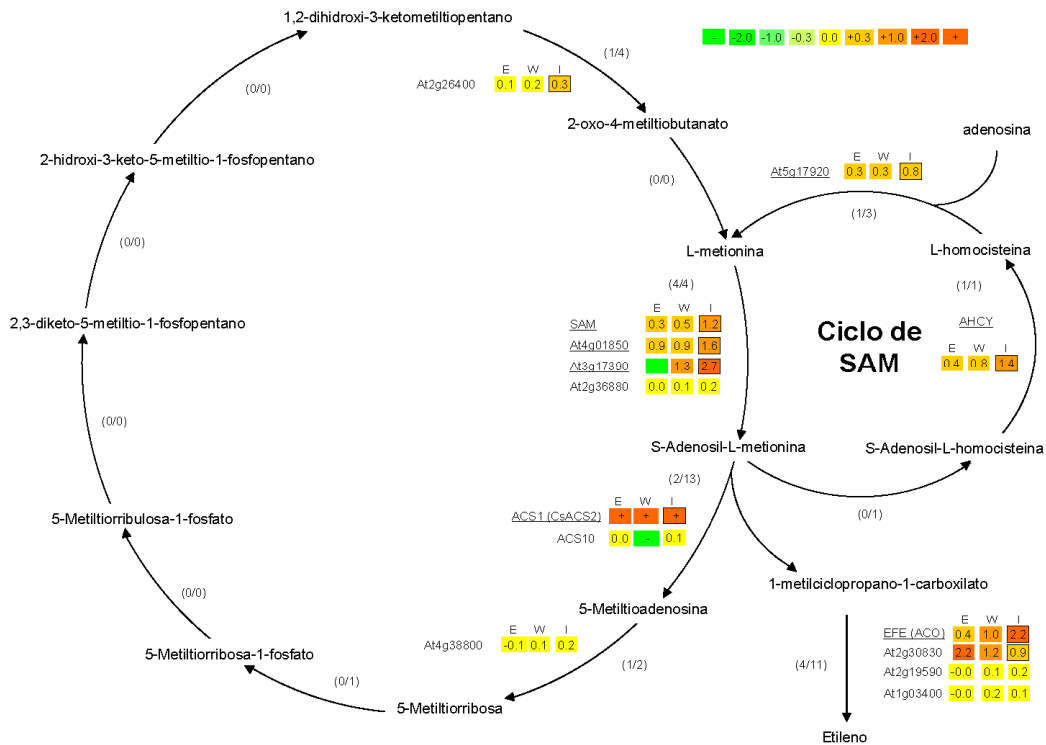 1,2-dihidroxi-3-ketometiltiopentano
- -2.0 -1.0 -0.3 0.0 +0.3 +1.0 +2.0 +
(1/4)
E W I
At2g26400 0.1 0.2 0.3
(0/0)
2-oxo-4-metiltiobutanato
adenosina
2-hidroxi-3-keto-5-metiltio-1-fosfopentano
E W I
At5g17920 0.3 0.3 0.8
(0/0)
(1/3)
(0/0)
L-metionina
L-homocisteina
(4/4)
(1/1)
E W I
SAM 0.3 0.5 1.2
At4g01850 0.9 0.9 1.6
At3g17390 1.3 2.7
At2g36880 0.0 0.1 0.2
2,3-diketo-5-metiltio-1-fosfopentano
Ciclo de
SAM
AHCY
E W I
0.4 0.8 1.4
(0/0)
S-Adenosil-L-metionina
S-Adenosil-L-homocisteina
(2/13)
E W I
ACS1 (CsACS2) + + +
ACS10 0.0 - 0.1
(0/1)
5-Metiltiorribulosa-1-fosfato
(0/0)
1-metilciclopropano-1-carboxilato
5-Metiltioadenosina
E W I
At4g38800 -0.1 0.1 0.2
E W I
EFE (ACO) 0.4 1.0 2.2
At2g30830 2.2 1.2 0.9
At2g19590 -0.0 0.1 0.2
At1g03400 -0.0 0.2 0.1
5-Metiltiorribosa-1-fosfato
(1/2)
(4/11)
(0/1)
5-Metiltiorribosa
Etileno